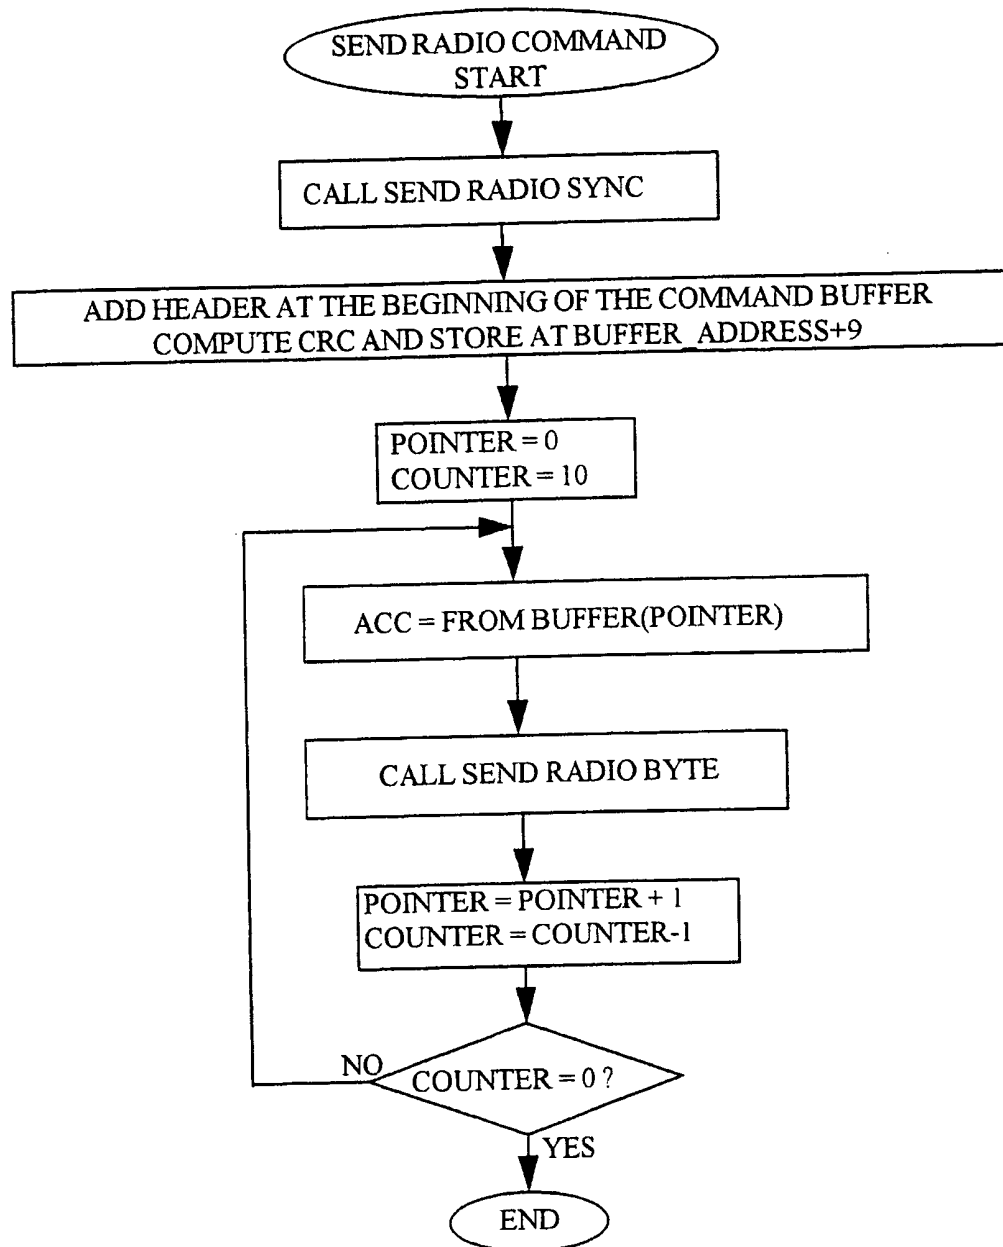 SEND RADIO COMMAND
START
CALL SEND RADIO SYNC
ADD HEADER AT THE BEGINNING OF THE COMMAND BUFFER
COMPUTE CRC AND STORE AT BUFFER_ADDRESS+9
POINTER = 0
COUNTER = 10
ACC = FROM BUFFER(POINTER)
CALL SEND RADIO BYTE
POINTER = POINTER + 1
COUNTER = COUNTER-1
NO
COUNTER = 0 ?
YES
END